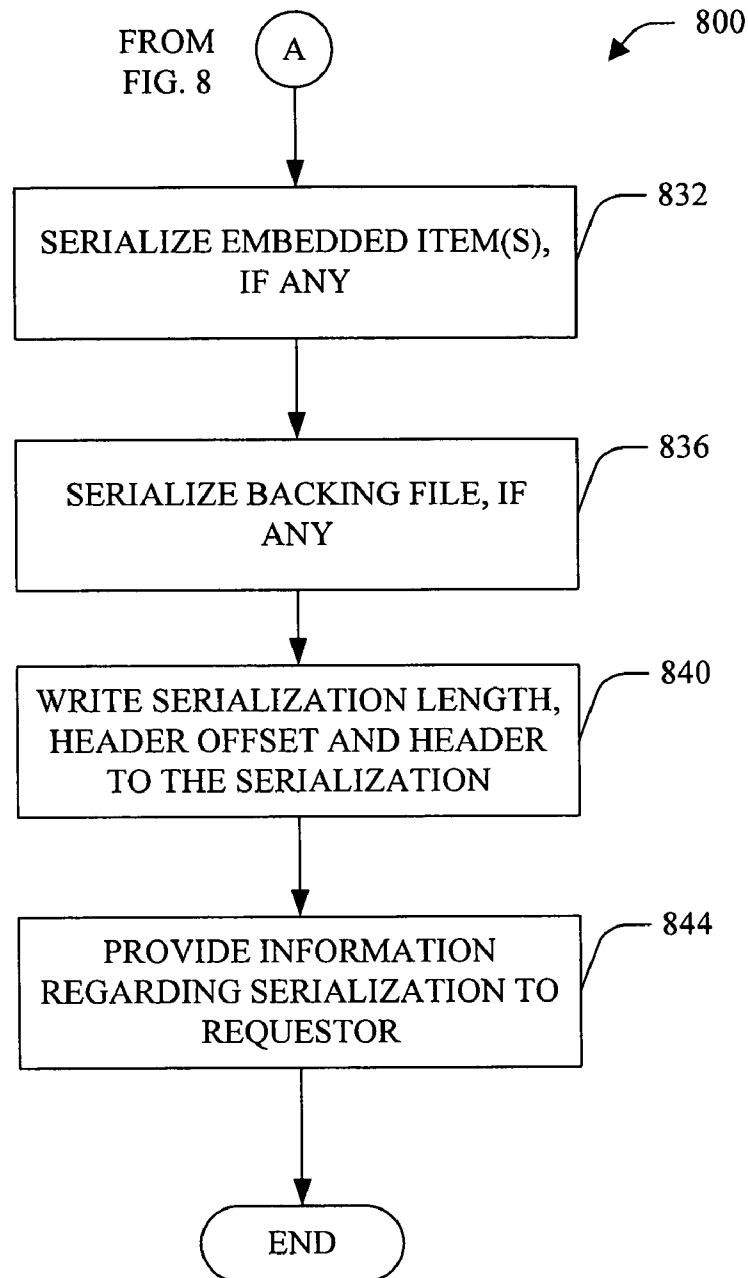 800
FROM
FIG. 8
A
832
SERIALIZE EMBEDDED ITEM(S),
IF ANY
836
SERIALIZE BACKING FILE, IF
ANY
840
WRITE SERIALIZATION LENGTH,
HEADER OFFSET AND HEADER
TO THE SERIALIZATION
844
PROVIDE INFORMATION
REGARDING SERIALIZATION TO
REQUESTOR
END